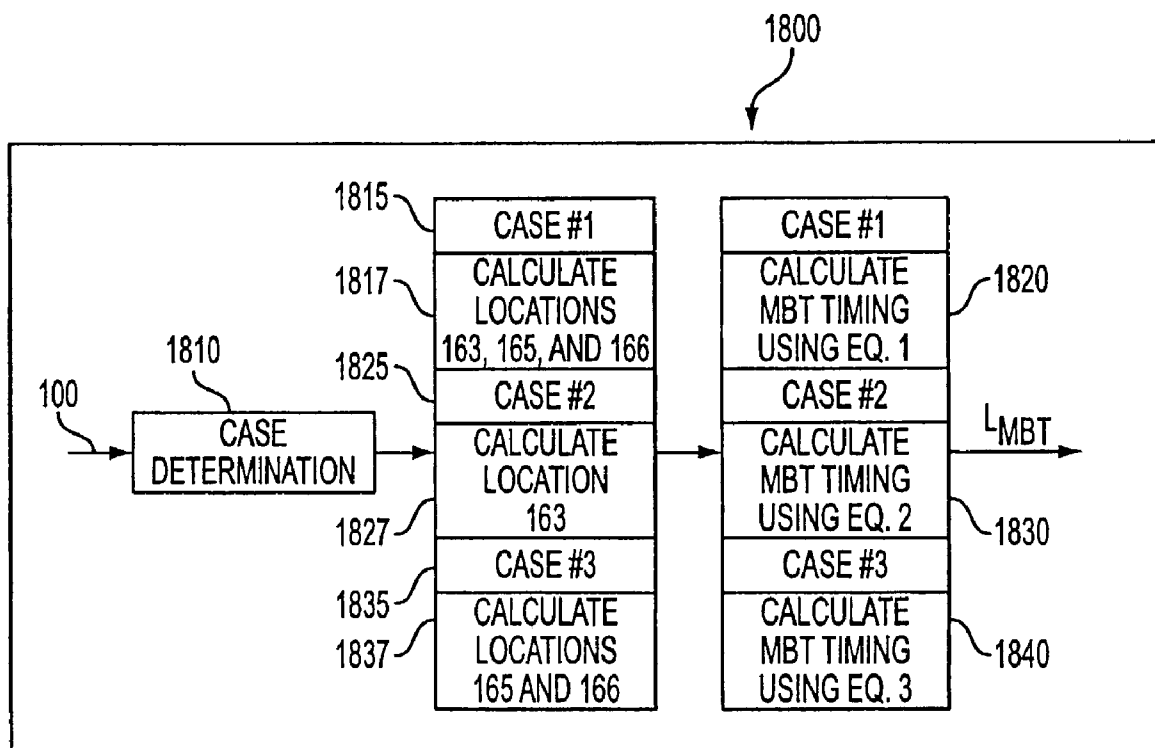 1800
1815
CASE #1
CASE #1
1817
CALCULATE
LOCATIONS
163, 165, AND 166
CALCULATE
MBT TIMING
USING EQ. 1
1820
1810
100
CASE
DETERMINATION
1825
CASE #2
CASE #2
1827
CALCULATE
LOCATION
163
CALCULATE
MBT TIMING
USING EQ. 2
1830
LMBT
1835
CASE #3
CASE #3
1837
CALCULATE
LOCATIONS
165 AND 166
CALCULATE
MBT TIMING
USING EQ. 3
1840